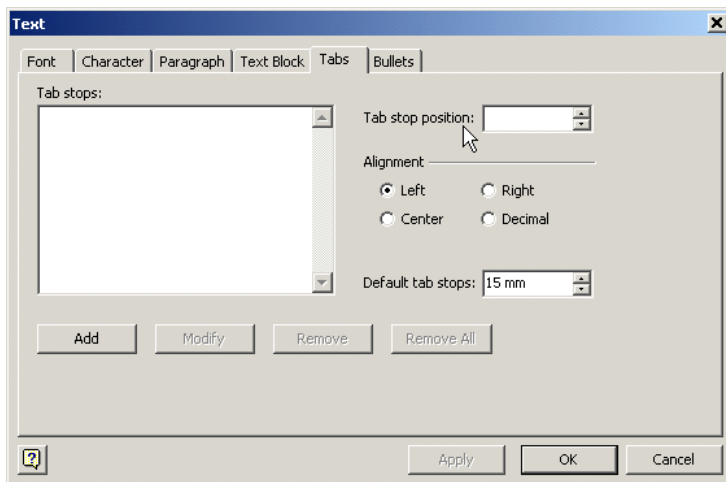 Text
Font Character Paragraph Text Block Tabs Bullets
Tab stops:
Tab stop position:
Alignment
Left Right
Center Decimal
Default tab stops: 15 mm
Add Modify Remove Remove All
Apply OK Cancel